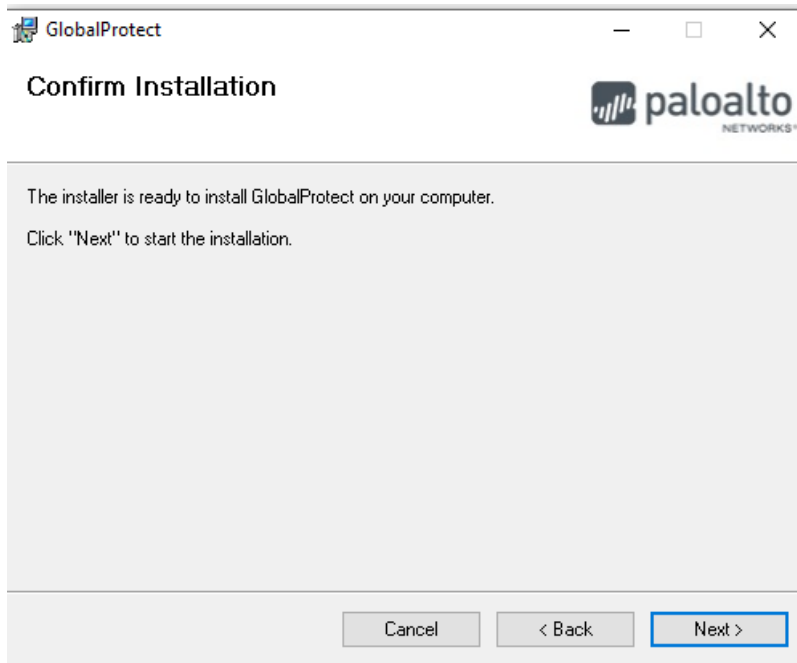 GlobalProtect
Confirm Installation
paloalto
NETWORKS®
The installer is ready to install GlobalProtect on your computer.
Click "Next" to start the installation.
Cancel
< Back
Next >